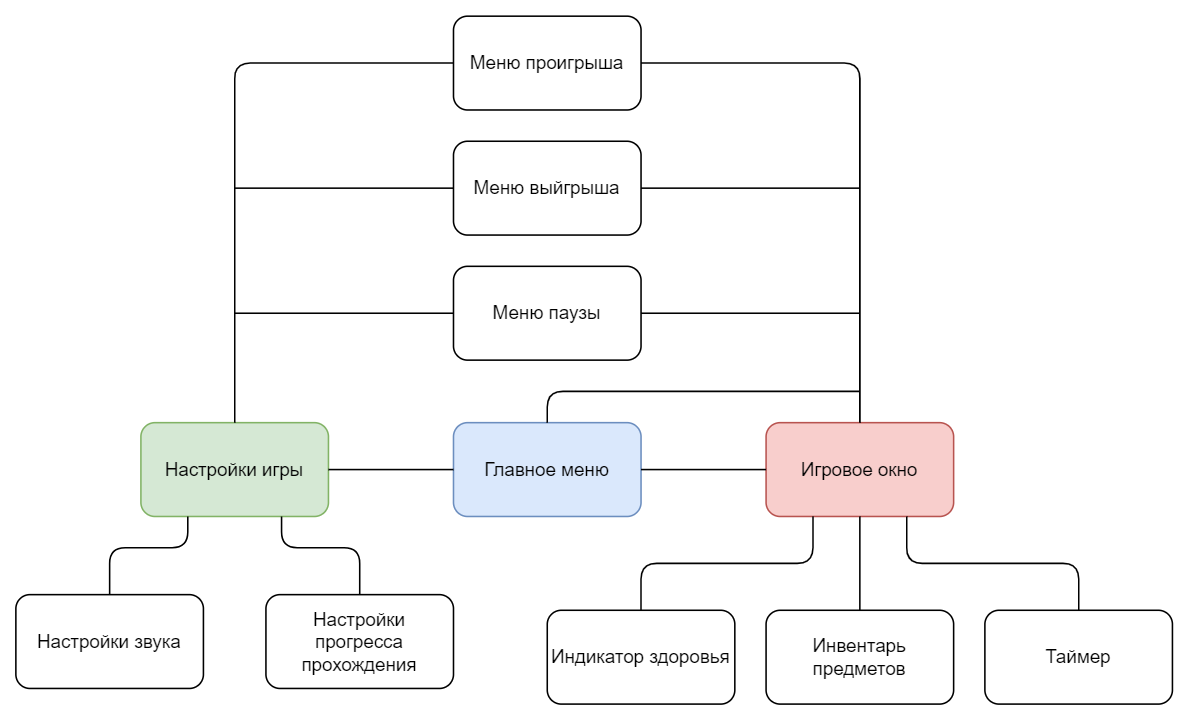 Меню проигрыша
Меню выйгрыша
Меню паузы
Настройки игры
Главное меню
Игровое окно
Настройки звука
Настройки
прогресса
прохождения
Индикатор здоровья
Инвентарь
предметов
Таймер